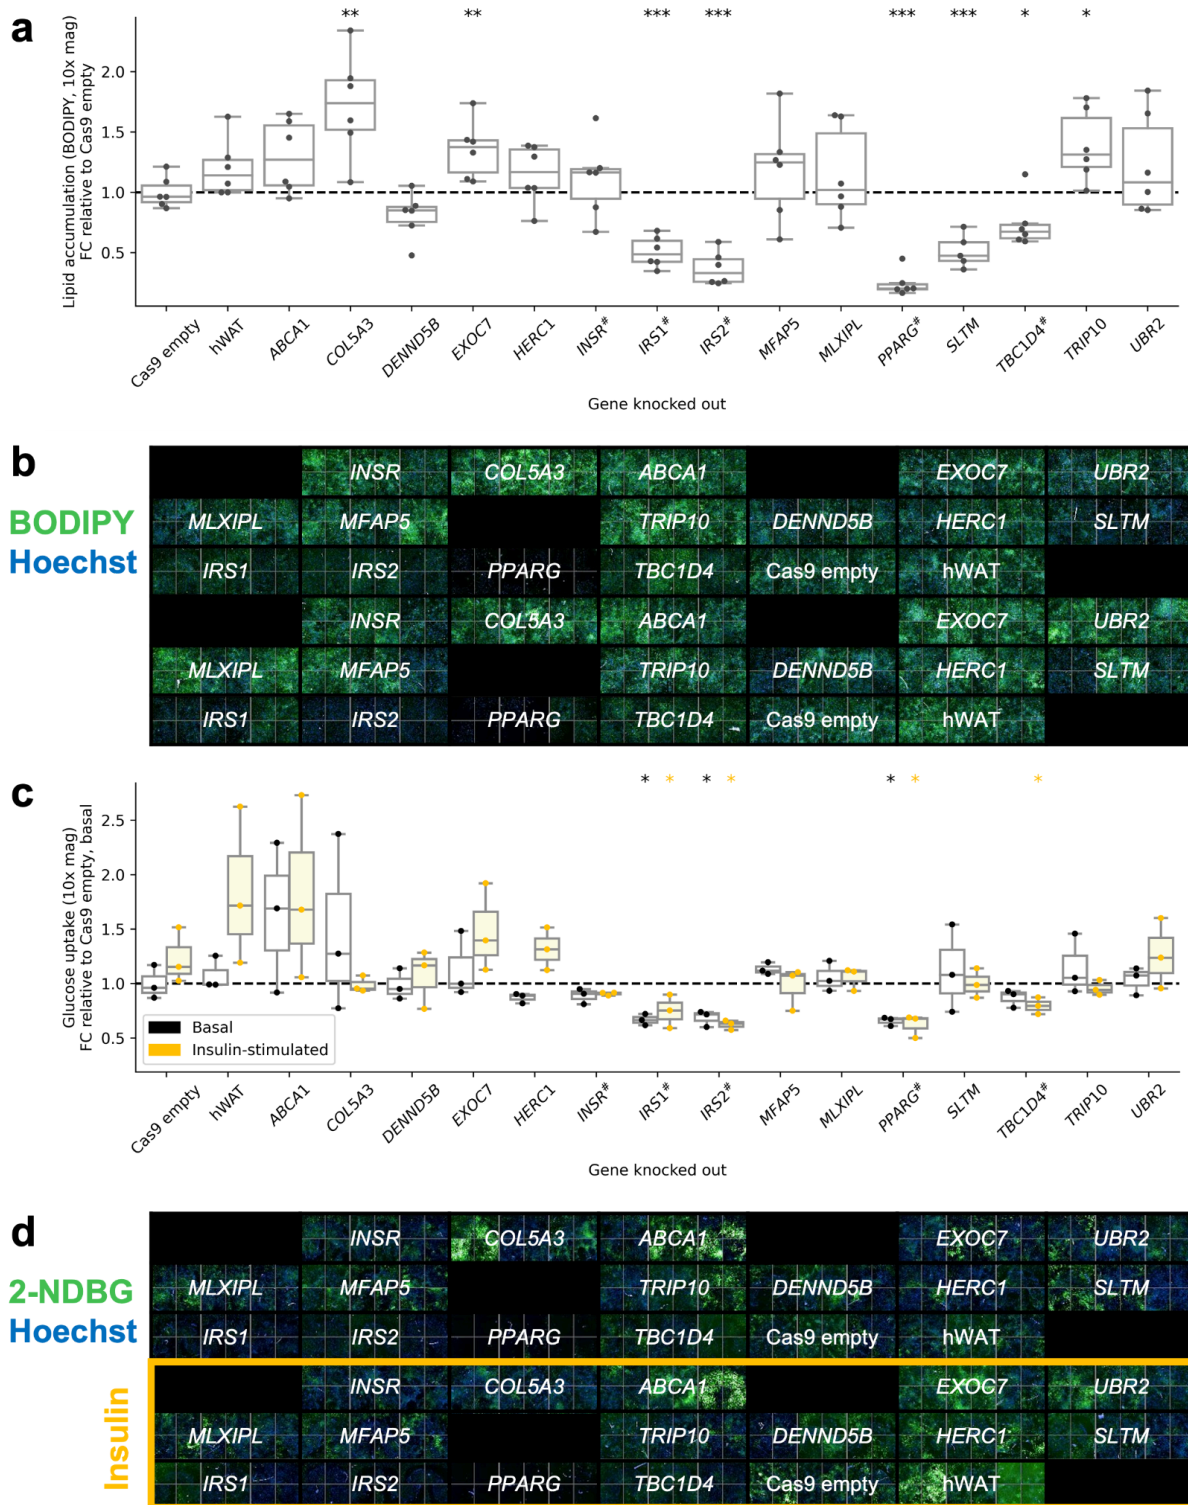 a
** ** *** *** *** *** * *
Lipid accumulation (BODIPY, 10x mag)
FC relative to Cas9 empty
2.0
1.5
1.0
0.5
Cas9 empty hWAT ABCA1 COL5A3 DENND5B EXOC7 HERC1 INSR# IRS1# IRS2# MFAP5 MLXIPL PPARG# SLTM TBC1D4# TRIP10 UBR2
Gene knocked out
b
BODIPY
Hoechst
INSR COL5A3 ABCA1 EXOC7 UBR2
MLXIPL MFAP5 TRIP10 DENND5B HERC1 SLTM
IRS1 IRS2 PPARG TBC1D4 Cas9 empty hWAT
INSR COL5A3 ABCA1 EXOC7 UBR2
MLXIPL MFAP5 TRIP10 DENND5B HERC1 SLTM
IRS1 IRS2 PPARG TBC1D4 Cas9 empty hWAT
c
* * * * * * *
Glucose uptake (10x mag)
FC relative to Cas9 empty, basal
2.5
2.0
1.5
1.0
0.5
Basal
Insulin-stimulated
Cas9 empty hWAT ABCA1 COL5A3 DENND5B EXOC7 HERC1 INSR# IRS1# IRS2# MFAP5 MLXIPL PPARG# SLTM TBC1D4# TRIP10 UBR2
Gene knocked out
d
2-NDBG
Hoechst
INSR COL5A3 ABCA1 EXOC7 UBR2
MLXIPL MFAP5 TRIP10 DENND5B HERC1 SLTM
IRS1 IRS2 PPARG TBC1D4 Cas9 empty hWAT
Insulin
INSR COL5A3 ABCA1 EXOC7 UBR2
MLXIPL MFAP5 TRIP10 DENND5B HERC1 SLTM
IRS1 IRS2 PPARG TBC1D4 Cas9 empty hWAT